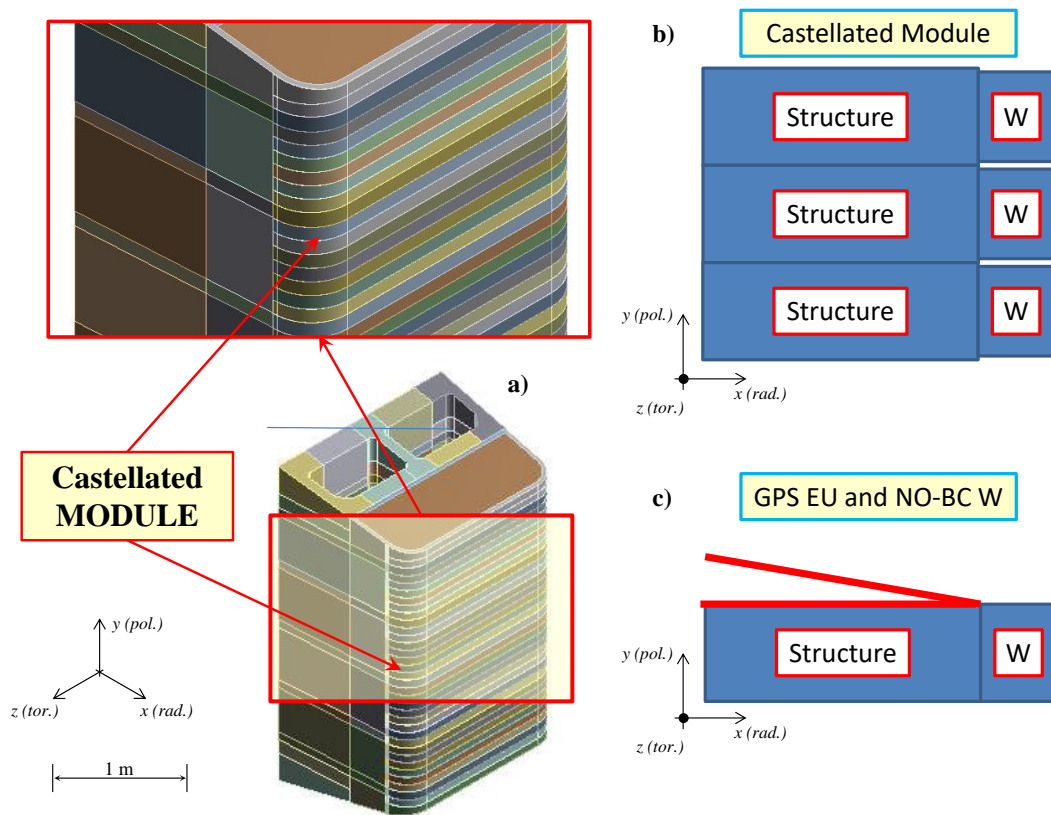 b)
Castellated Module
Structure
W
Structure
W
Structure
W
y (pol.)
z (tor.)
x (rad.)
a)
Castellated
MODULE
y (pol.)
z (tor.)
x (rad.)
1 m
c)
GPS EU and NO-BC W
Structure
W
y (pol.)
z (tor.)
x (rad.)